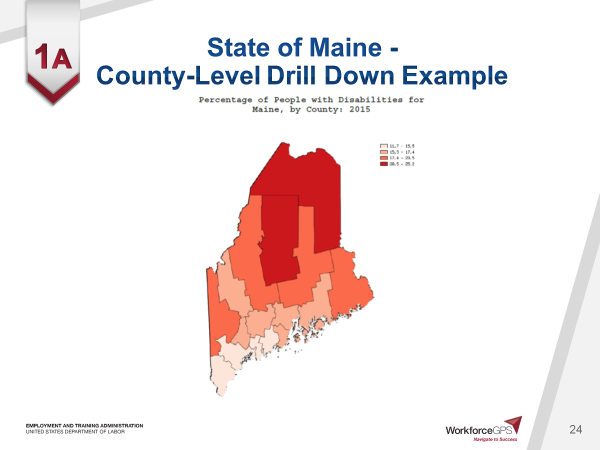 1A
State of Maine -
County-Level Drill Down Example
Percentage of People with Disabilities for
Maine, by County: 2015
11.7 - 15.5
15.5 - 17.4
17.4 - 20.5
20.5 - 25.2
EMPLOYMENT AND TRAINING ADMINISTRATION
UNITED STATES DEPARTMENT OF LABOR
WorkforceGPS
Navigate to Success
24